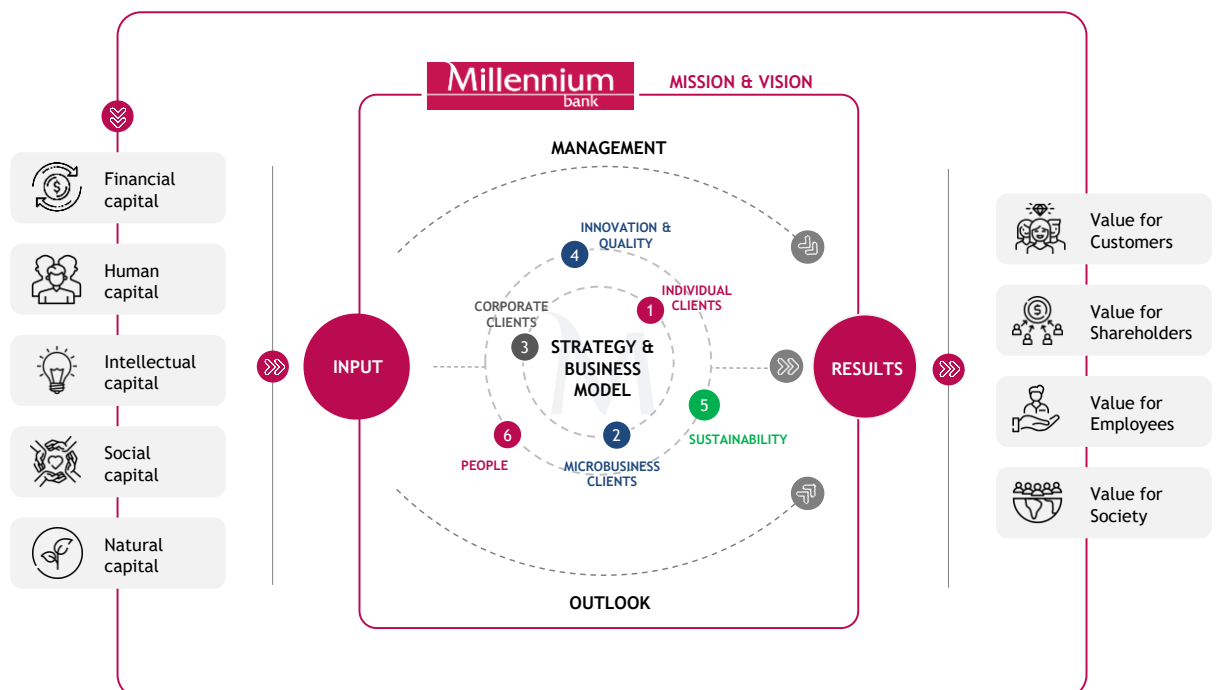 Millennium
bank
MISSION & VISION
MANAGEMENT
Financial
capital
Human
capital
Intellectual
capital
Social
capital
Natural
capital
INPUT
4
INNOVATION &
QUALITY
1
INDIVIDUAL
CLIENTS
CORPORATE
CLIENTS
3
STRATEGY &
BUSINESS
MODEL
5
SUSTAINABILITY
6
PEOPLE
2
MICROBUSINESS
CLIENTS
OUTLOOK
RESULTS
Value for
Customers
Value for
Shareholders
Value for
Employees
Value for
Society